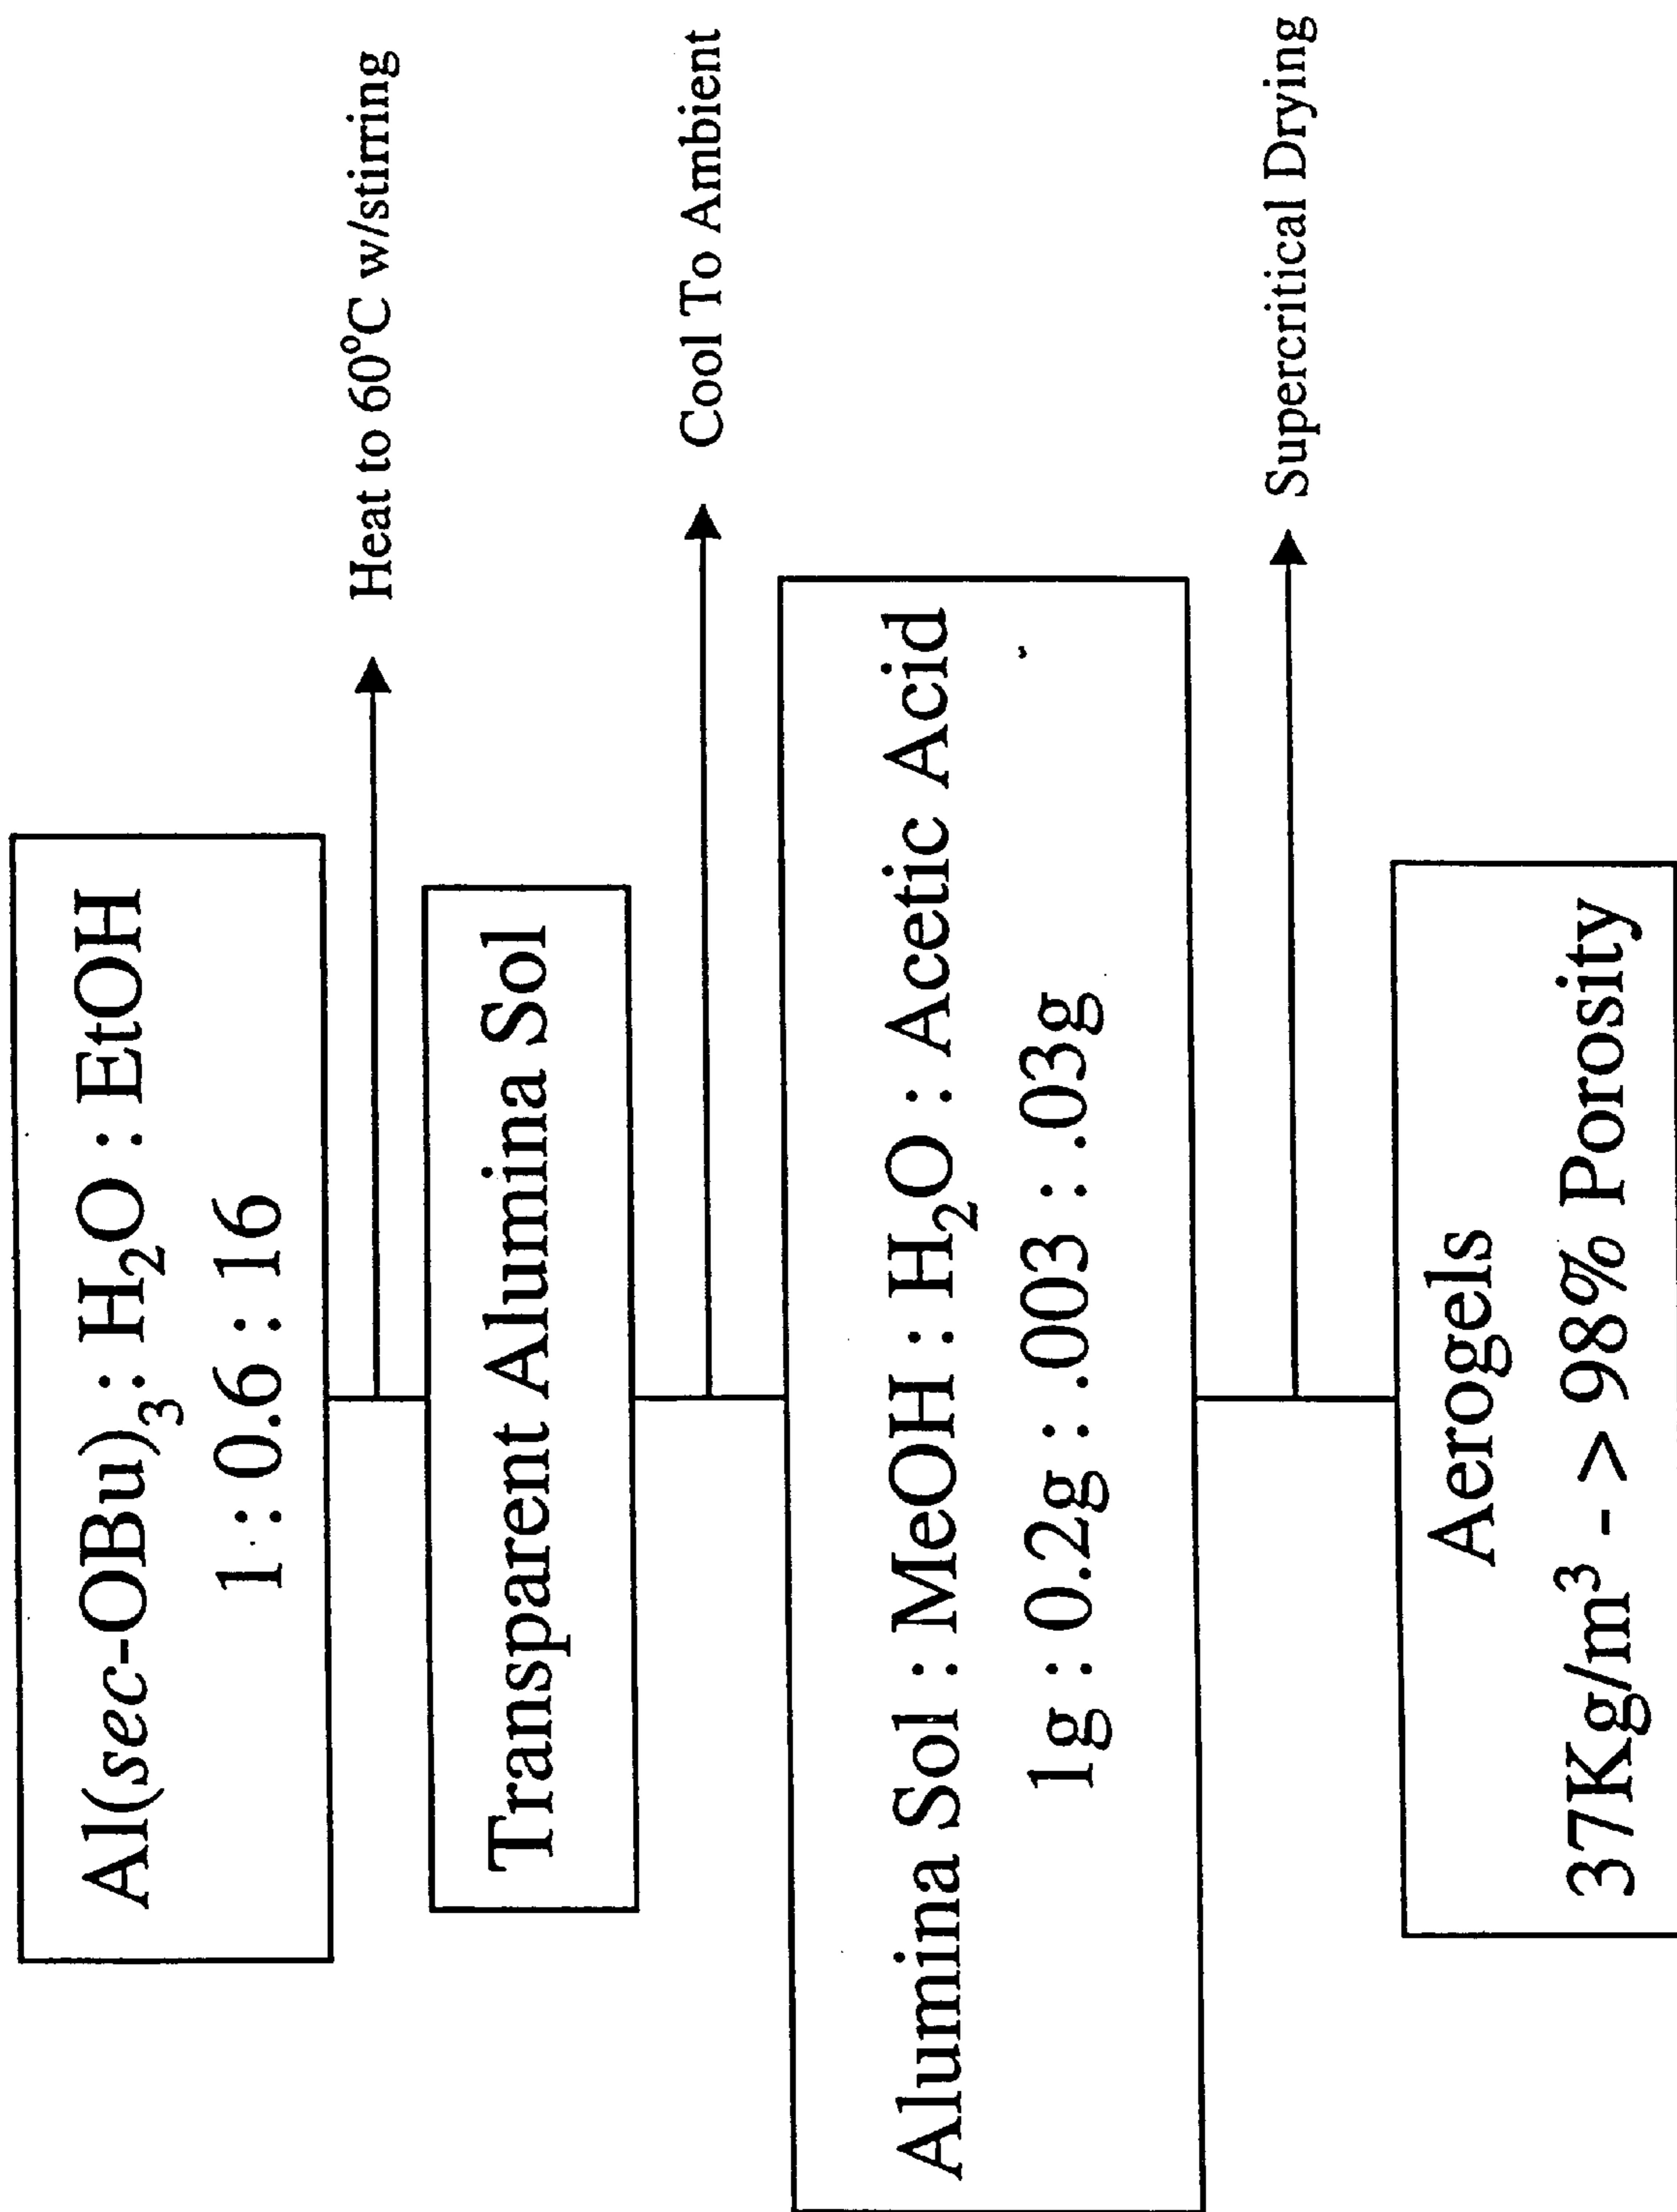 Al(sec-OBu)₃ : H₂O : EtOH
1 : 0.6 : 16
Heat to 60°C w/stirring
Transparent Alumina Sol
Cool To Ambient
Alumina Sol : MeOH : H₂O : Acetic Acid
1g : 0.2g : .003 : .03g
Supercritical Drying
Aerogels
37Kg/m³ - > 98% Porosity